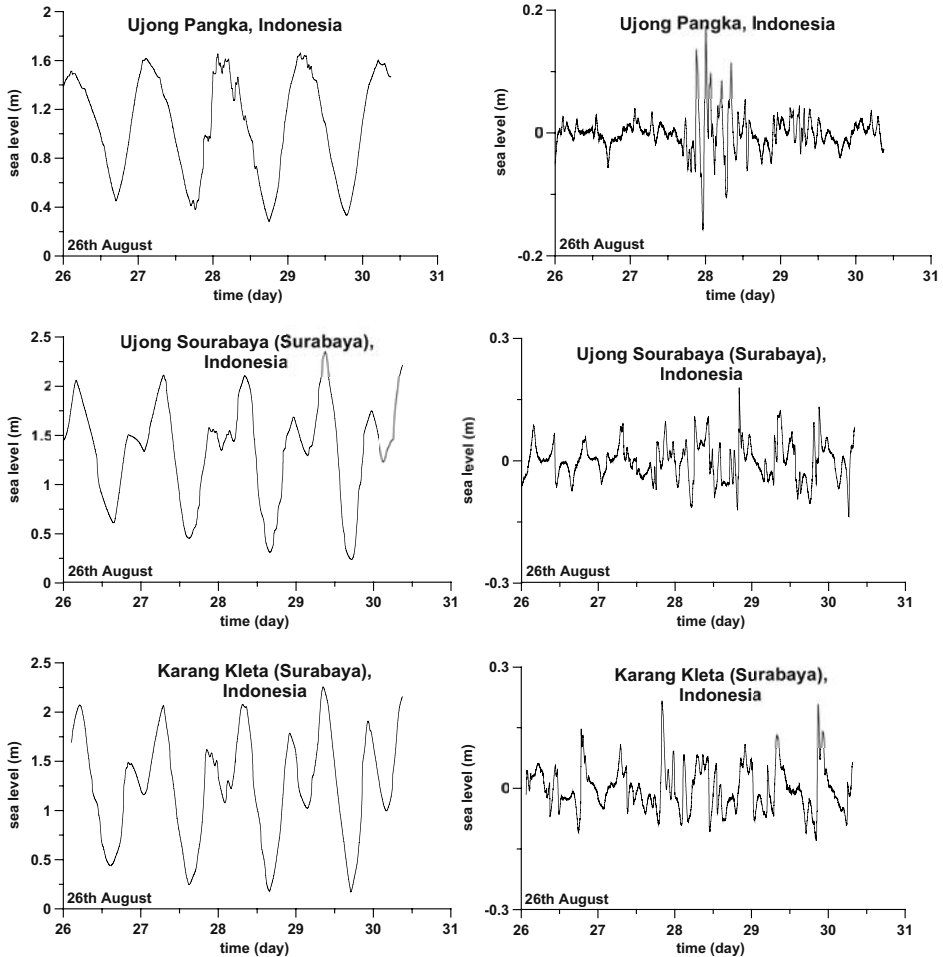 Ujong Pangka, Indonesia
2
1.6
1.2
0.8
0.4
0
sea level (m)
26th August
26 27 28 29 30 31
time (day)
Ujong Pangka, Indonesia
0.2
0
-0.2
sea level (m)
26th August
26 27 28 29 30 31
time (day)
Ujong Sourabaya (Surabaya),
Indonesia
2.5
2
1.5
1
0.5
0
sea level (m)
26th August
26 27 28 29 30 31
time (day)
Ujong Sourabaya (Surabaya),
Indonesia
0.3
0
-0.3
sea level (m)
26th August
26 27 28 29 30 31
time (day)
Karang Kleta (Surabaya),
Indonesia
2.5
2
1.5
1
0.5
0
sea level (m)
26th August
26 27 28 29 30 31
time (day)
Karang Kleta (Surabaya),
Indonesia
0.3
0
-0.3
sea level (m)
26th August
26 27 28 29 30 31
time (day)